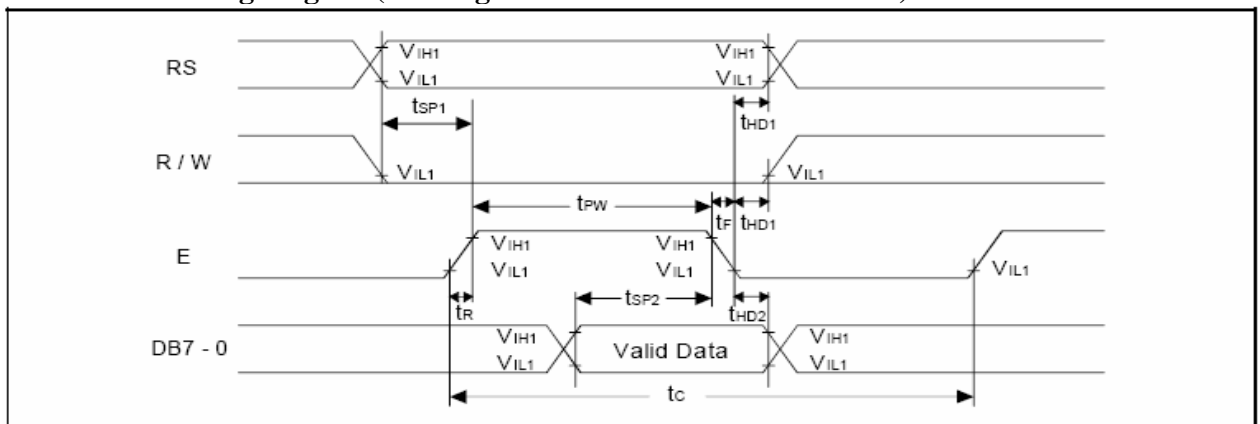 RS
VIH1
VIL1
VIH1
VIL1
tSP1
tHD1
R / W
VIL1
VIL1
tPW
tF
tHD1
E
VIH1
VIL1
VIH1
VIL1
VIL1
tR
tSP2
tHD2
DB7 - 0
VIH1
VIL1
Valid Data
VIH1
VIL1
tC